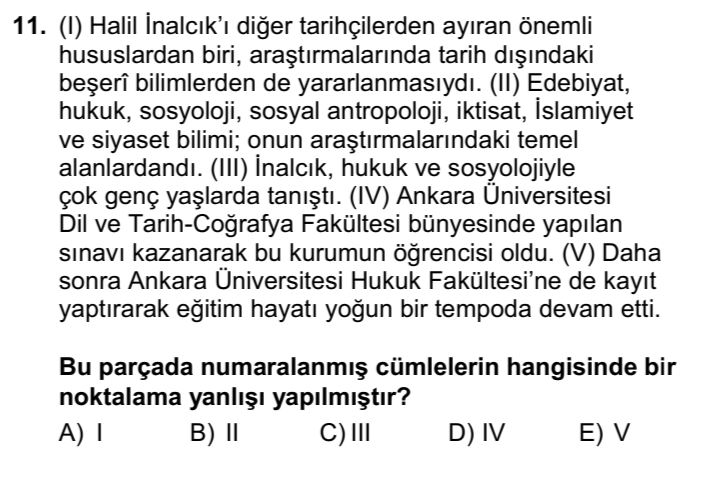 11. (I) Halil İnalcık’ı diğer tarihçilerden ayıran önemli
hususlardan biri, araştırmalarında tarih dışındaki
beşerî bilimlerden de yararlanmasıydı. (II) Edebiyat,
hukuk, sosyoloji, sosyal antropoloji, iktisat, İslamiyet
ve siyaset bilimi; onun araştırmalarındaki temel
alanlardandı. (III) İnalcık, hukuk ve sosyolojiyle
çok genç yaşlarda tanıştı. (IV) Ankara Üniversitesi
Dil ve Tarih-Coğrafya Fakültesi bünyesinde yapılan
sınavı kazanarak bu kurumun öğrencisi oldu. (V) Daha
sonra Ankara Üniversitesi Hukuk Fakültesi’ne de kayıt
yaptırarak eğitim hayatı yoğun bir tempoda devam etti.
Bu parçada numaralanmış cümlelerin hangisinde bir
noktalama yanlışı yapılmıştır?
A) I B) II C) III D) IV E) V